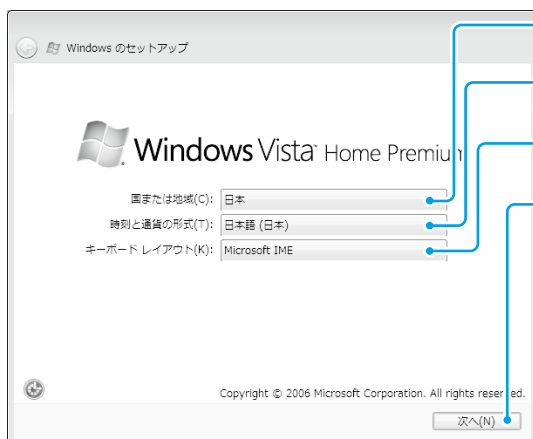 Windows のセットアップ
Windows Vista™ Home Premium
国または地域(C): 日本
時刻と通貨の形式(T): 日本語 (日本)
キーボード レイアウト(K): Microsoft IME
Copyright © 2006 Microsoft Corporation. All rights reserved.
次へ(N)